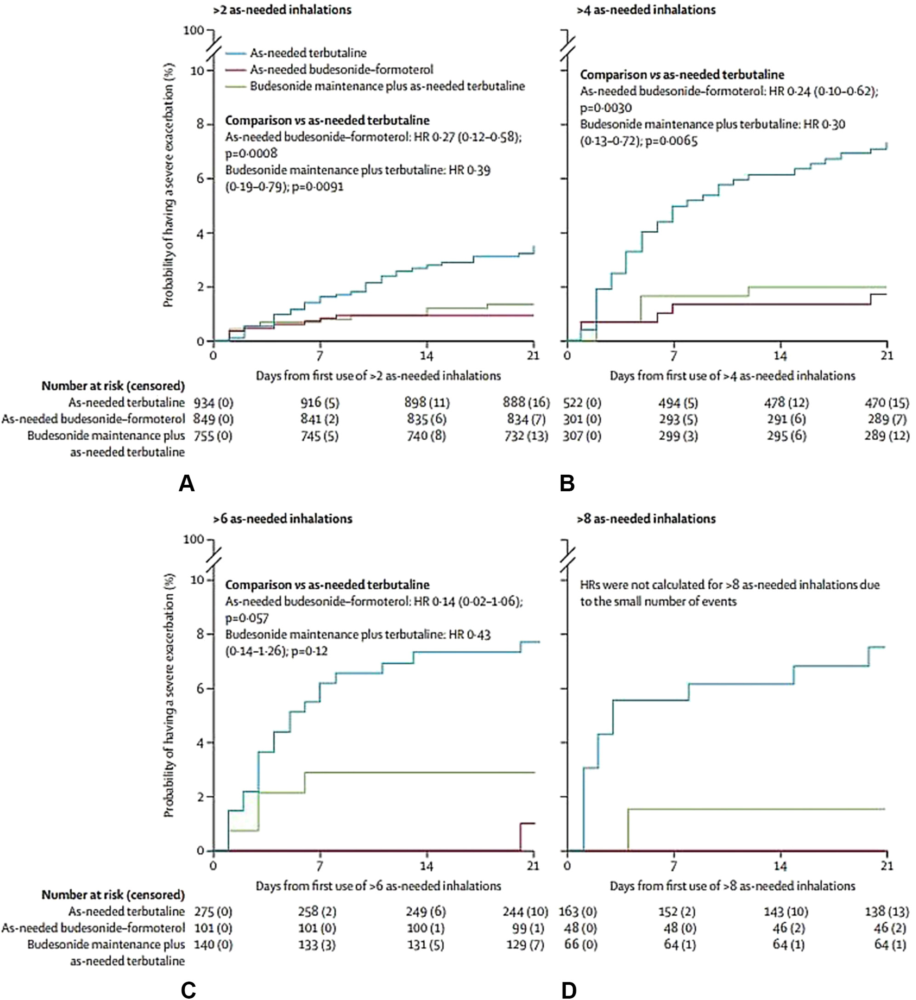 >2 as-needed inhalations
100
10
8
6
4
2
0
Probability of having a severe exacerbation (%)
As-needed terbutaline
As-needed budesonide–formoterol
Budesonide maintenance plus as-needed terbutaline
Comparison vs as-needed terbutaline
As-needed budesonide–formoterol: HR 0·27 (0·12–0·58);
p=0·0008
Budesonide maintenance plus terbutaline: HR 0·39
(0·19–0·79); p=0·0091
0 7 14 21
Days from first use of >2 as-needed inhalations
>4 as-needed inhalations
Comparison vs as-needed terbutaline
As-needed budesonide–formoterol: HR 0·24 (0·10–0·62);
p=0·0030
Budesonide maintenance plus terbutaline: HR 0·30
(0·13–0·72); p=0·0065
0 7 14 21
Days from first use of >4 as-needed inhalations
Number at risk (censored)
As-needed terbutaline 934 (0) 916 (5) 898 (11) 888 (16) 522 (0) 494 (5) 478 (12) 470 (15)
As-needed budesonide–formoterol 849 (0) 841 (2) 835 (6) 834 (7) 301 (0) 293 (5) 291 (6) 289 (7)
Budesonide maintenance plus 755 (0) 745 (5) 740 (8) 732 (13) 307 (0) 299 (3) 295 (6) 289 (12)
as-needed terbutaline
A B
>6 as-needed inhalations
100
10
8
6
4
2
0
Probability of having a severe exacerbation (%)
Comparison vs as-needed terbutaline
As-needed budesonide–formoterol: HR 0·14 (0·02–1·06);
p=0·057
Budesonide maintenance plus terbutaline: HR 0·43
(0·14–1·26); p=0·12
0 7 14 21
Days from first use of >6 as-needed inhalations
>8 as-needed inhalations
HRs were not calculated for >8 as-needed inhalations due
to the small number of events
0 7 14 21
Days from first use of >8 as-needed inhalations
Number at risk (censored)
As-needed terbutaline 275 (0) 258 (2) 249 (6) 244 (10) 163 (0) 152 (2) 143 (10) 138 (13)
As-needed budesonide–formoterol 101 (0) 101 (0) 100 (1) 99 (1) 48 (0) 48 (0) 46 (2) 46 (2)
Budesonide maintenance plus 140 (0) 133 (3) 131 (5) 129 (7) 66 (0) 64 (1) 64 (1) 64 (1)
as-needed terbutaline
C D